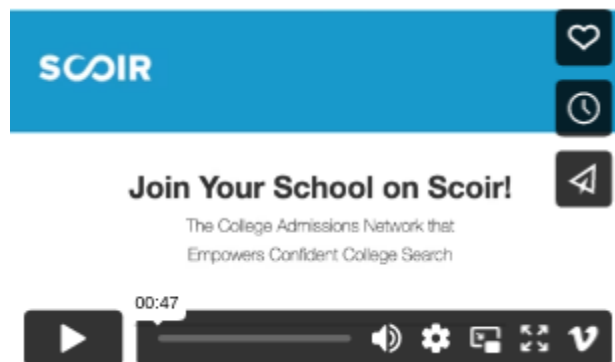 SCOIR
Join Your School on Scoir!
The College Admissions Network that
Empowers Confident College Search
00:47